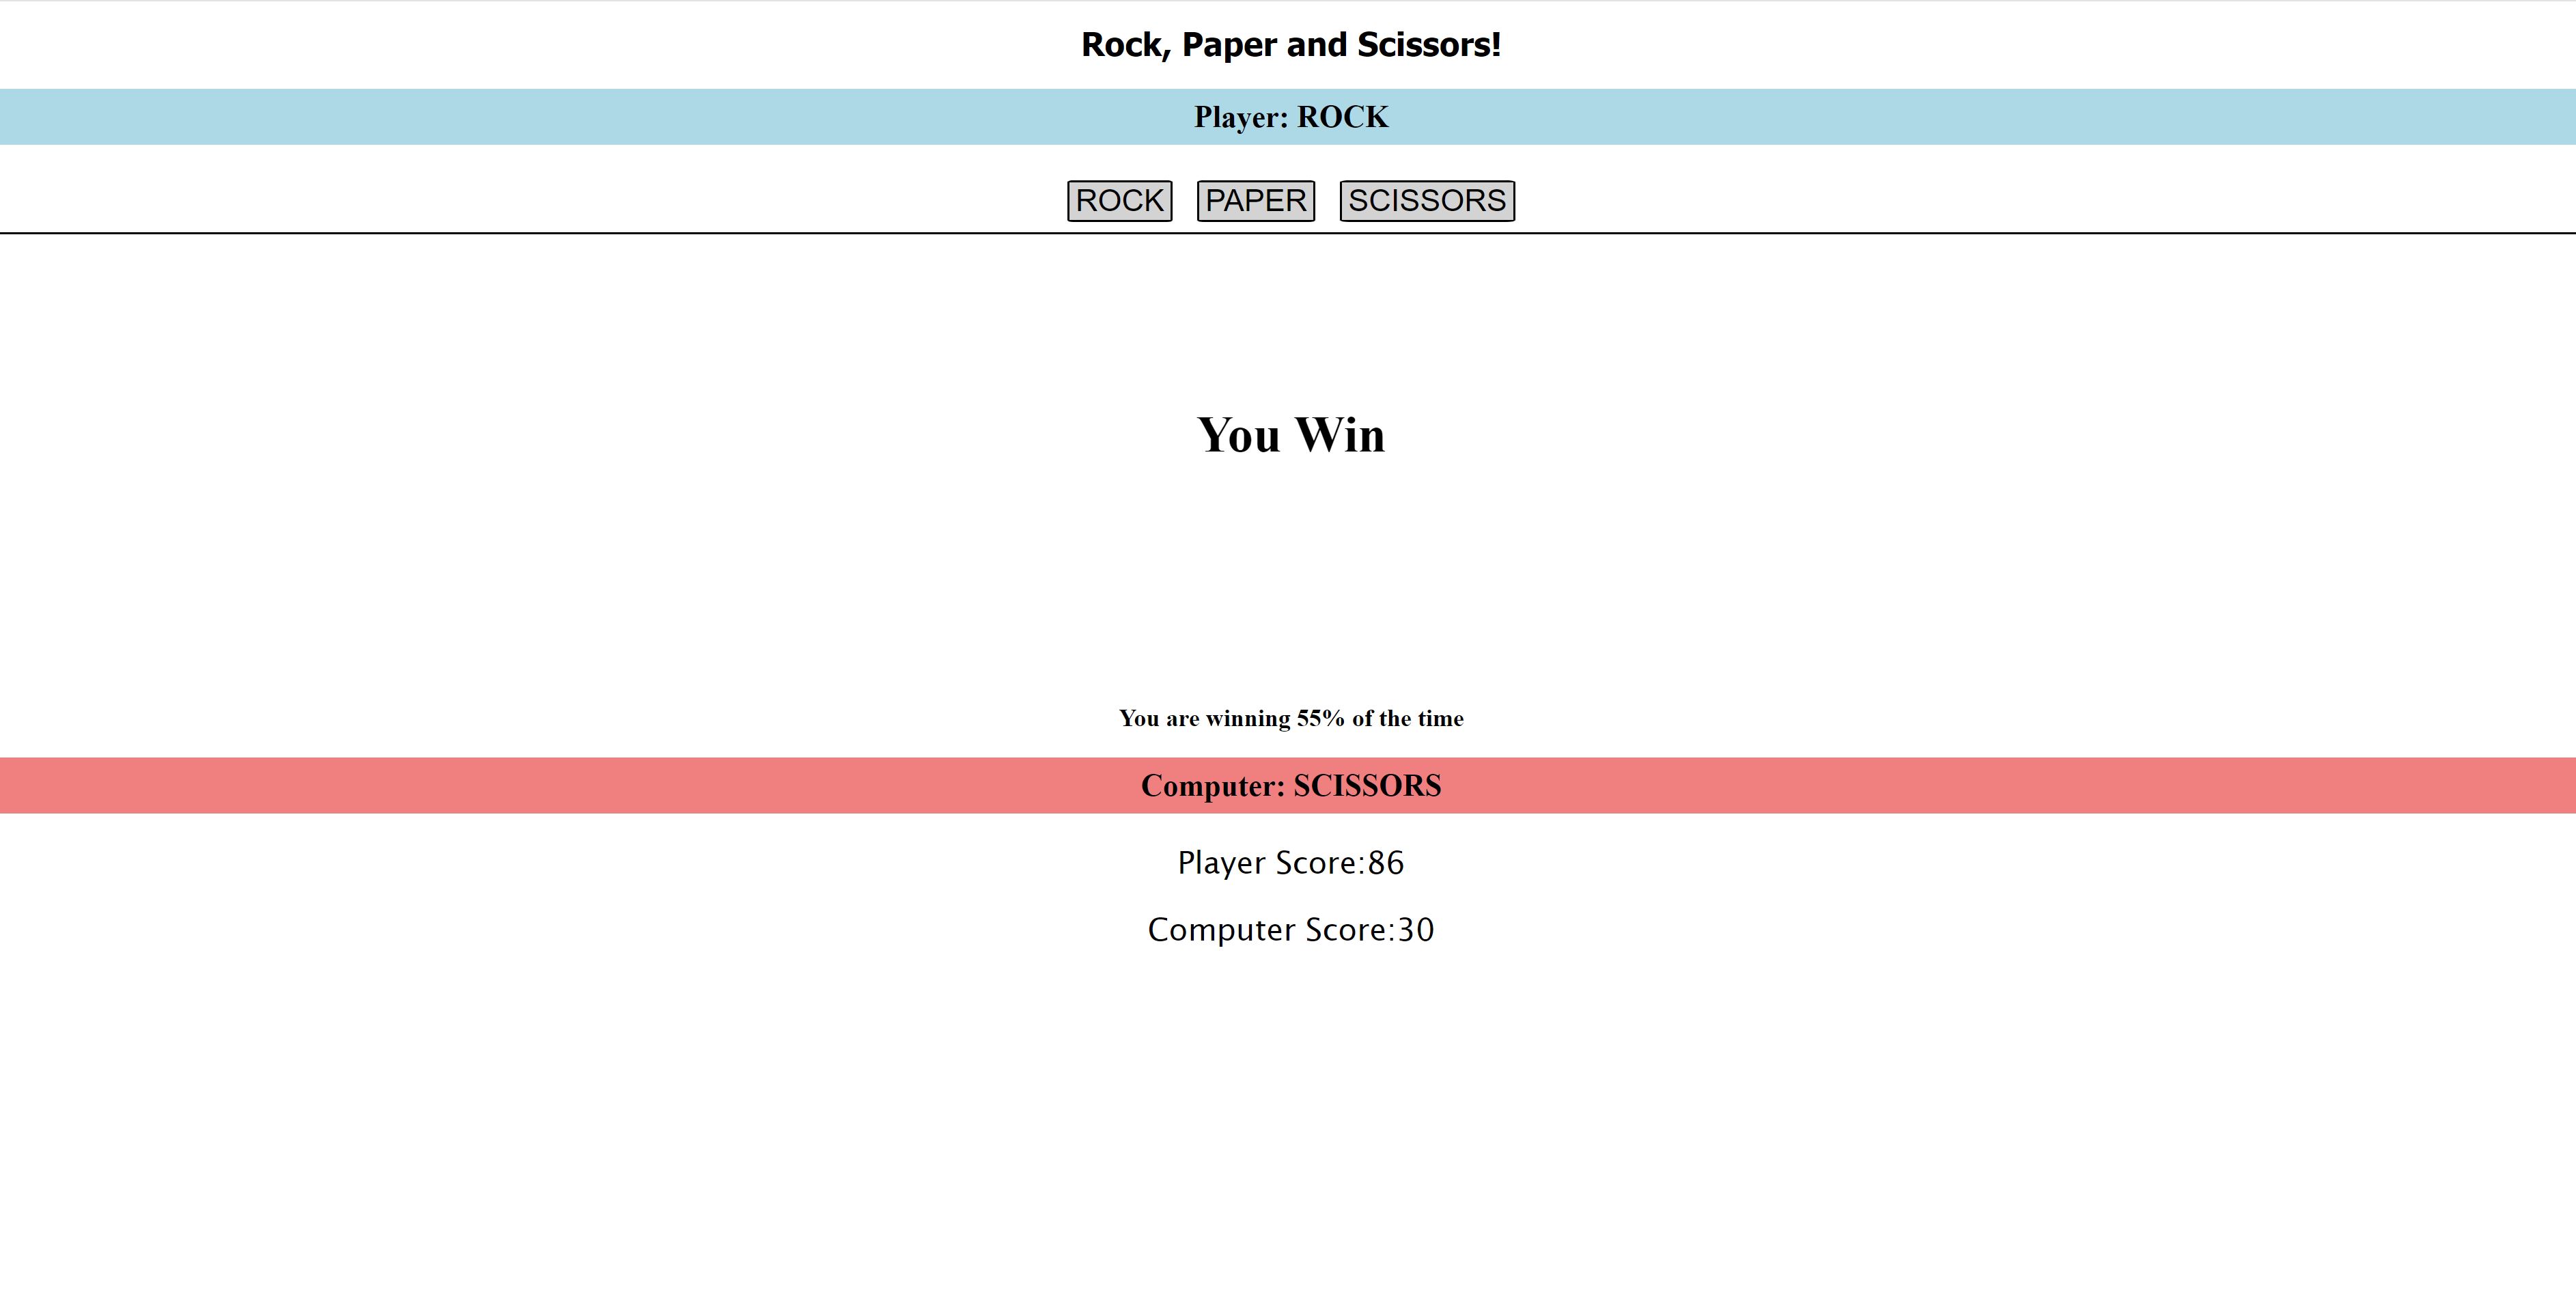 Rock, Paper and Scissors!
Player: ROCK
ROCK PAPER SCISSORS
You Win
You are winning 55% of the time
Computer: SCISSORS
Player Score:86
Computer Score:30